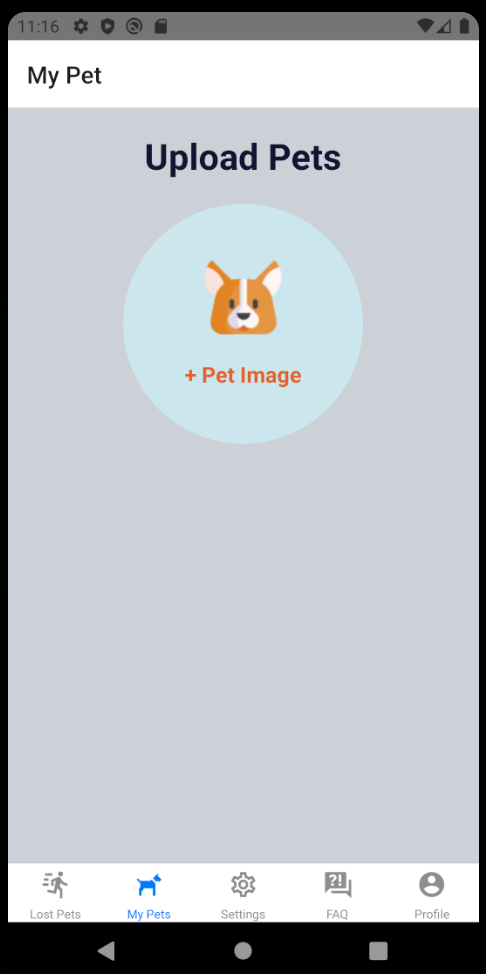 11:16
My Pet
Upload Pets
+ Pet Image
?!
Lost Pets
My Pets
Settings
FAQ
Profile